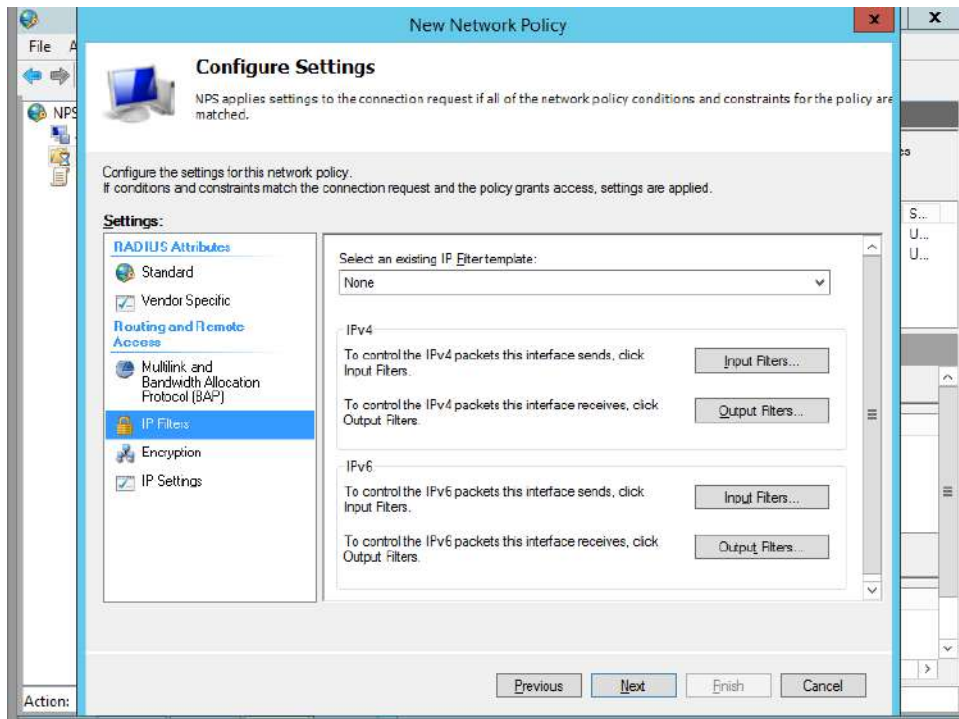 New Network Policy
x
x
File A
Configure Settings
NPS applies settings to the connection request if all of the network policy conditions and constraints for the policy are
matched.
NPS
Configure the settings for this network policy.
If conditions and constraints match the connection request and the policy grants access, settings are applied.
Settings:
RADIUS Attributes
Standard
Vendor Specific
Routing and Remote
Access
Multilink and
Bandwidth Allocation
Protocol (BAP)
IP Filters
Encryption
IP Settings
Select an existing IP Filter template:
None
IPv4
To control the IPv4 packets this interface sends, click
Input Filters.
Input Filters...
To control the IPv4 packets this interface receives, click
Output Filters.
Output Filters...
IPv6
To control the IPv6 packets this interface sends, click
Input Filters.
Input Filters...
To control the IPv6 packets this interface receives, click
Output Filters.
Output Filters...
S...
U...
U...
Previous
Next
Finish
Cancel
Action: